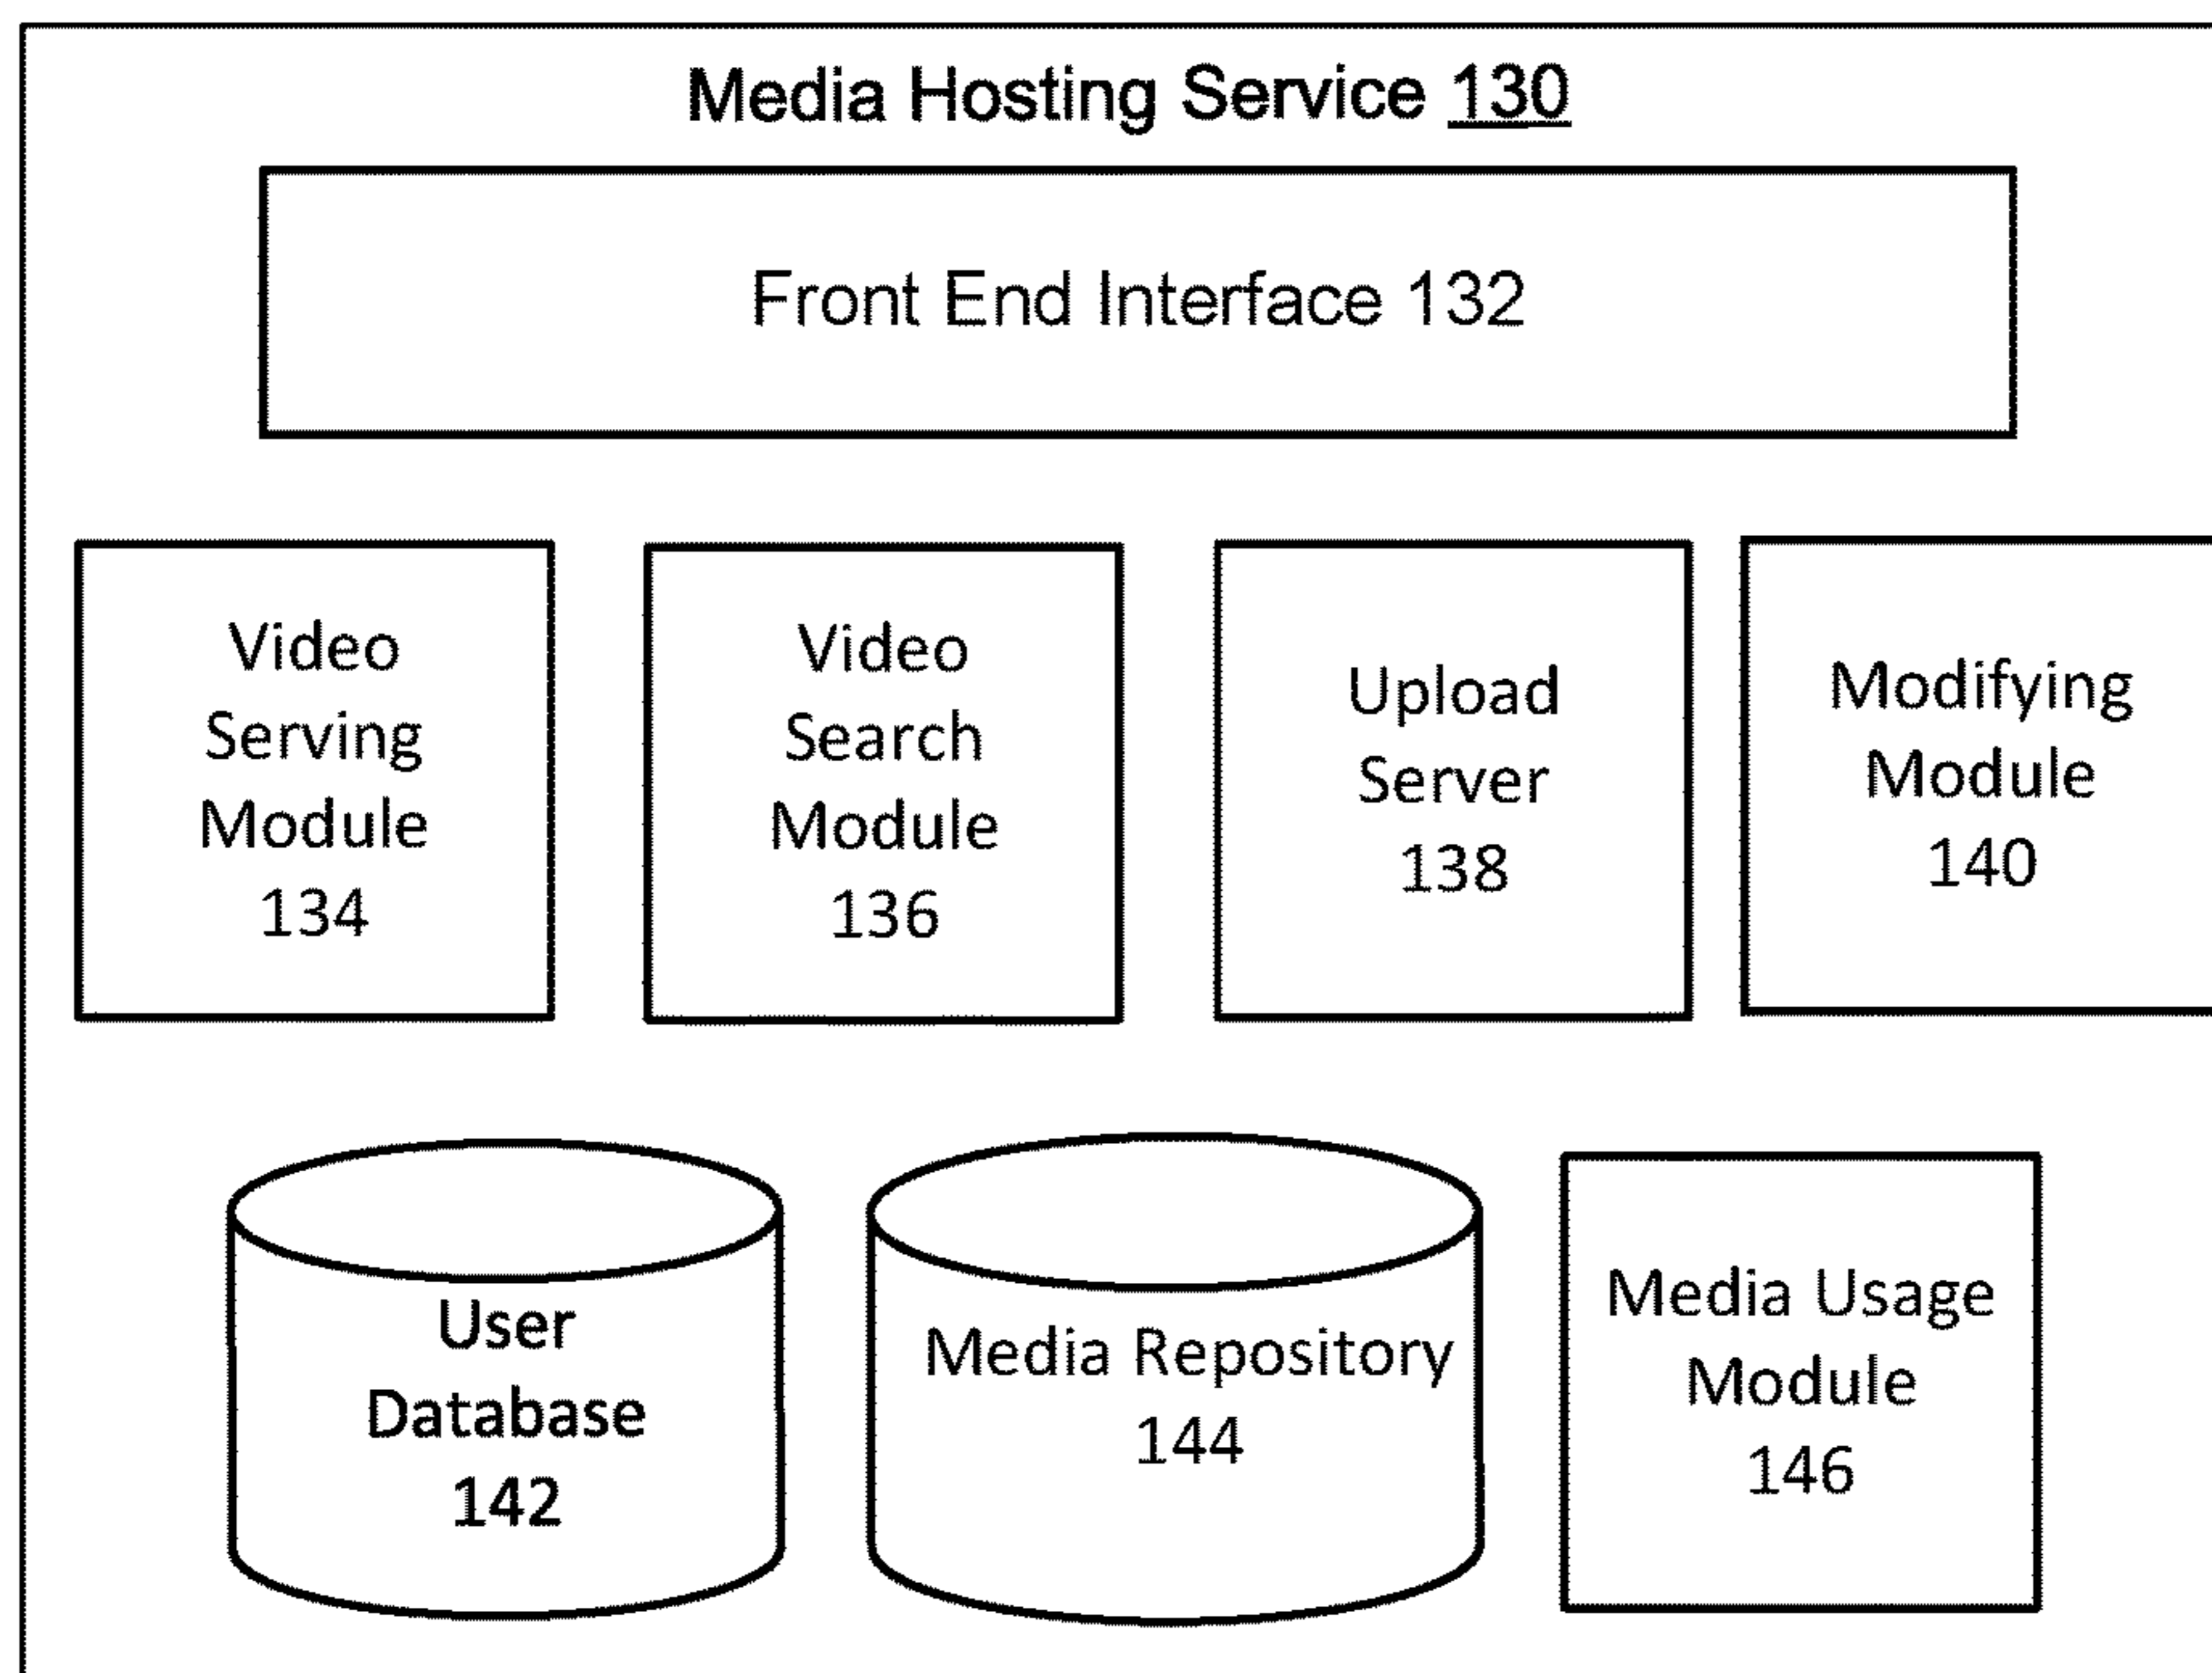 Media Hosting Service 130
Front End Interface 132
Video
Serving
Module
134
Video
Search
Module
136
Upload
Server
138
Modifying
Module
140
User
Database
142
Media Repository
144
Media Usage
Module
146